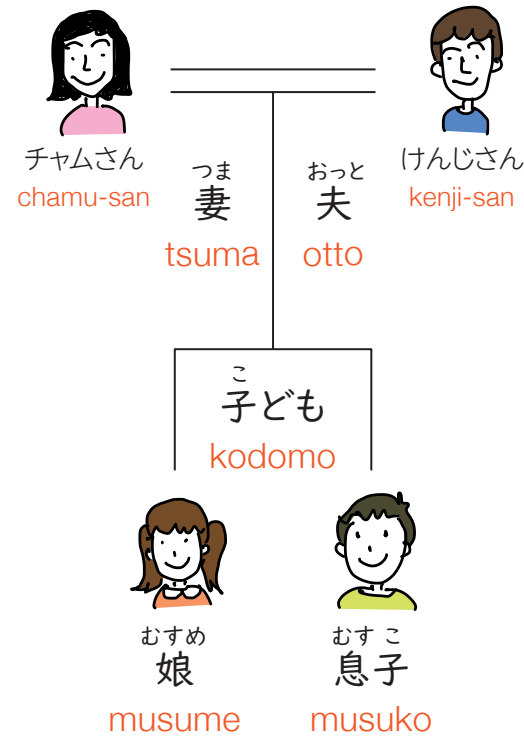 チャムさん
chamu-san
けんじさん
kenji-san
つま
妻
tsuma
おっと
夫
otto
こ
子ども
kodomo
むすめ
娘
musume
むす こ
息子
musuko